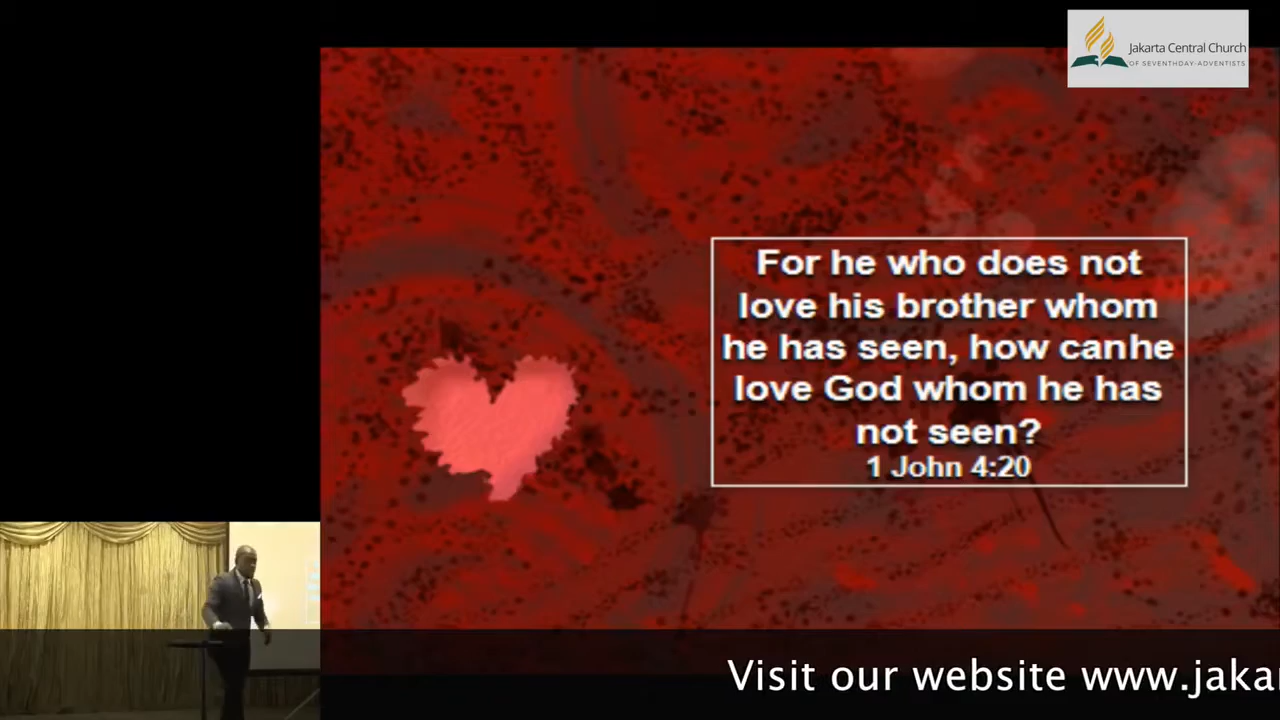 Jakarta Central Church
OF SEVENTHDAY-ADVENTISTS
For he who does not
love his brother whom
he has seen, how canhe
love God whom he has
not seen?
1 John 4:20
Visit our website www.jaka